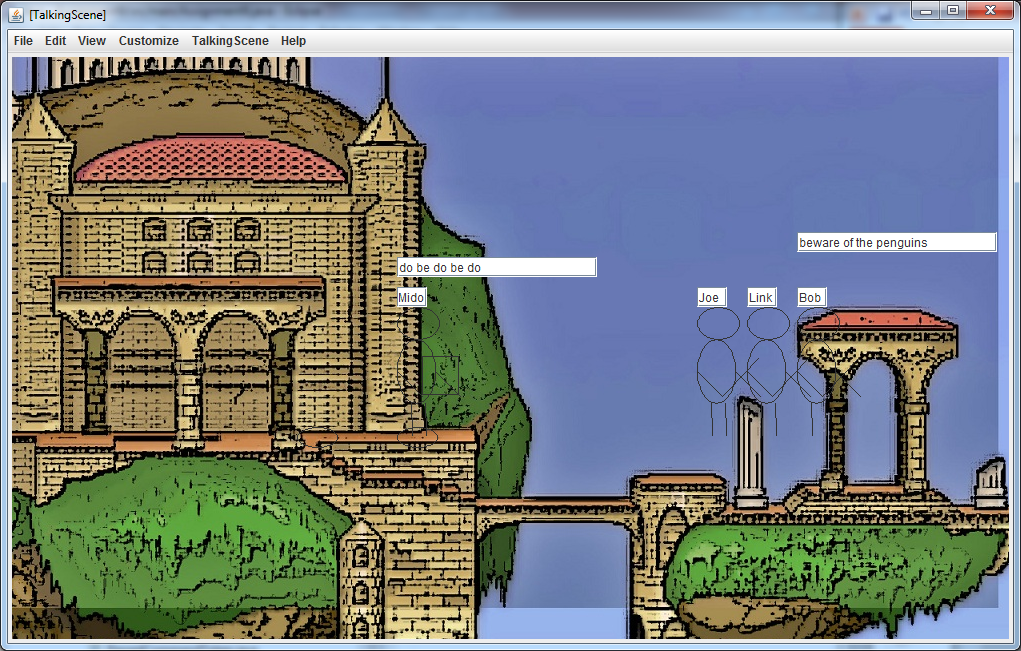 [TalkingScene]
File Edit View Customize TalkingScene Help
beware of the penguins
do be do be do
Mido Joe Link Bob